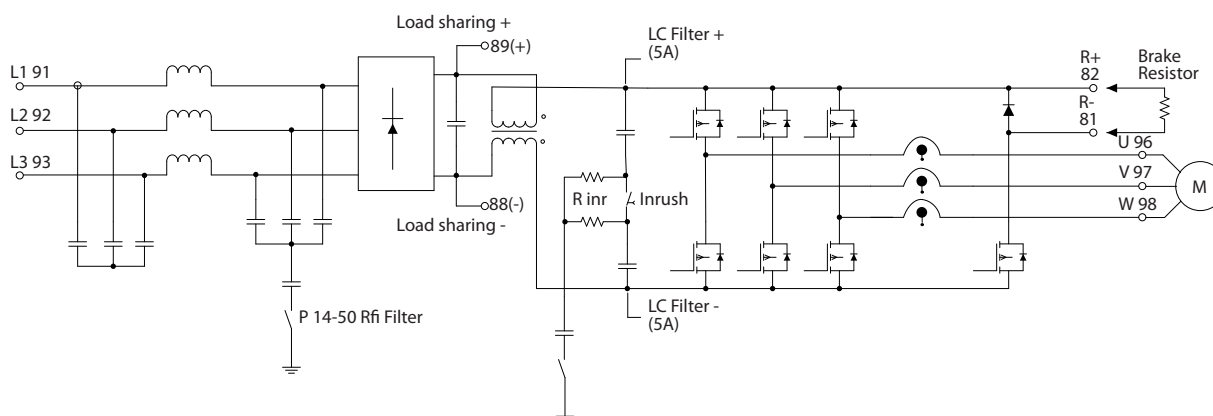 Load sharing +
89(+)
LC Filter +
(5A)
R+
82
Brake
Resistor
R-
81
L1 91
L2 92
L3 93
U 96
V 97
W 98
M
R inr
Inrush
88(-)
Load sharing -
LC Filter -
(5A)
P 14-50 Rfi Filter